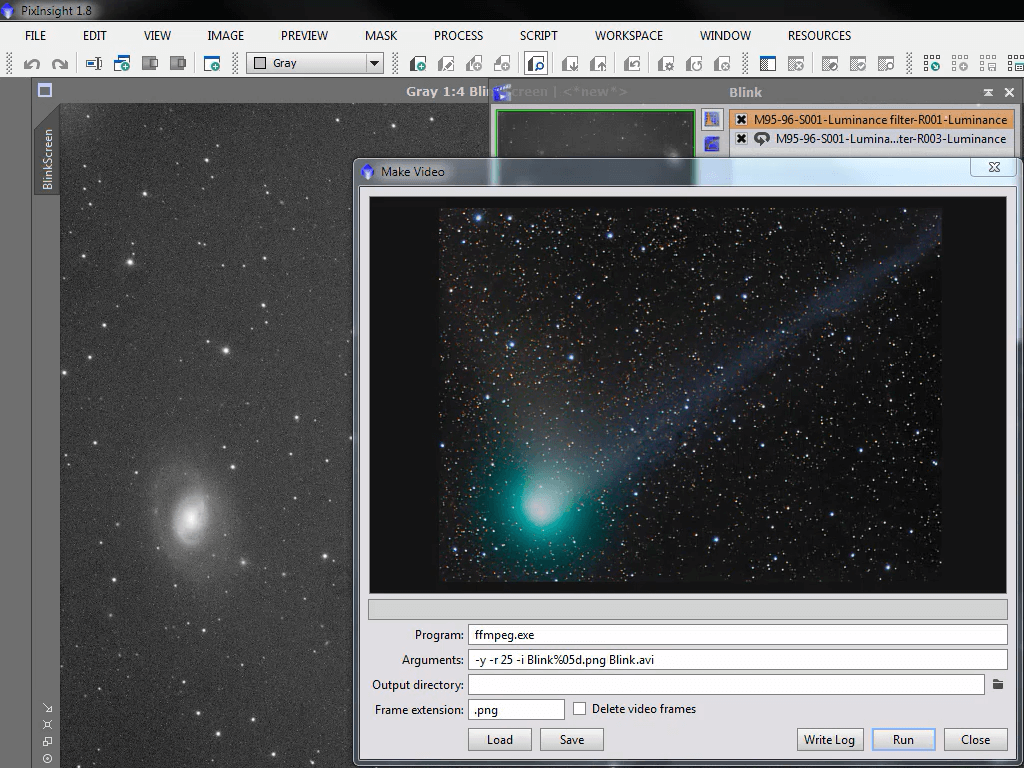 PixInsight 1.8
FILE EDIT VIEW IMAGE PREVIEW MASK PROCESS SCRIPT WORKSPACE WINDOW RESOURCES
Gray
Gray 1:4 Blin
creen | <*new*>
Blink
BlinkScreen
M95-96-S001-Luminance filter-R001-Luminance
M95-96-S001-Lumina...ter-R003-Luminance
Make Video
Program: ffmpeg.exe
Arguments: -y -r 25 -i Blink%05d.png Blink.avi
Output directory:
Frame extension: .png Delete video frames
Load Save Write Log Run Close